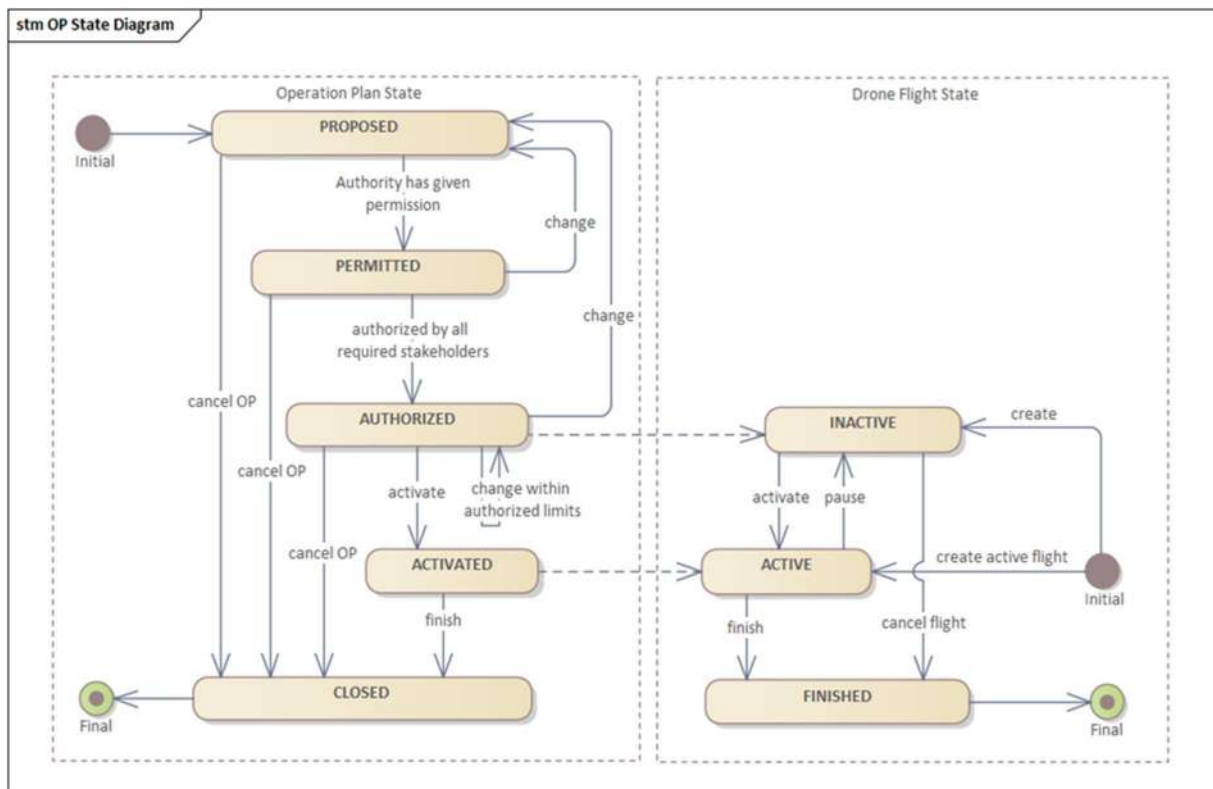 stm OP State Diagram
Operation Plan State
Drone Flight State
PROPOSED
Initial
Authority has given
permission
change
PERMITTED
change
authorized by all
required stakeholders
cancel OP
AUTHORIZED
INACTIVE
create
cancel OP
activate
change within
authorized limits
activate
pause
cancel OP
ACTIVATED
ACTIVE
create active flight
Initial
finish
finish
cancel flight
CLOSED
FINISHED
Final
Final